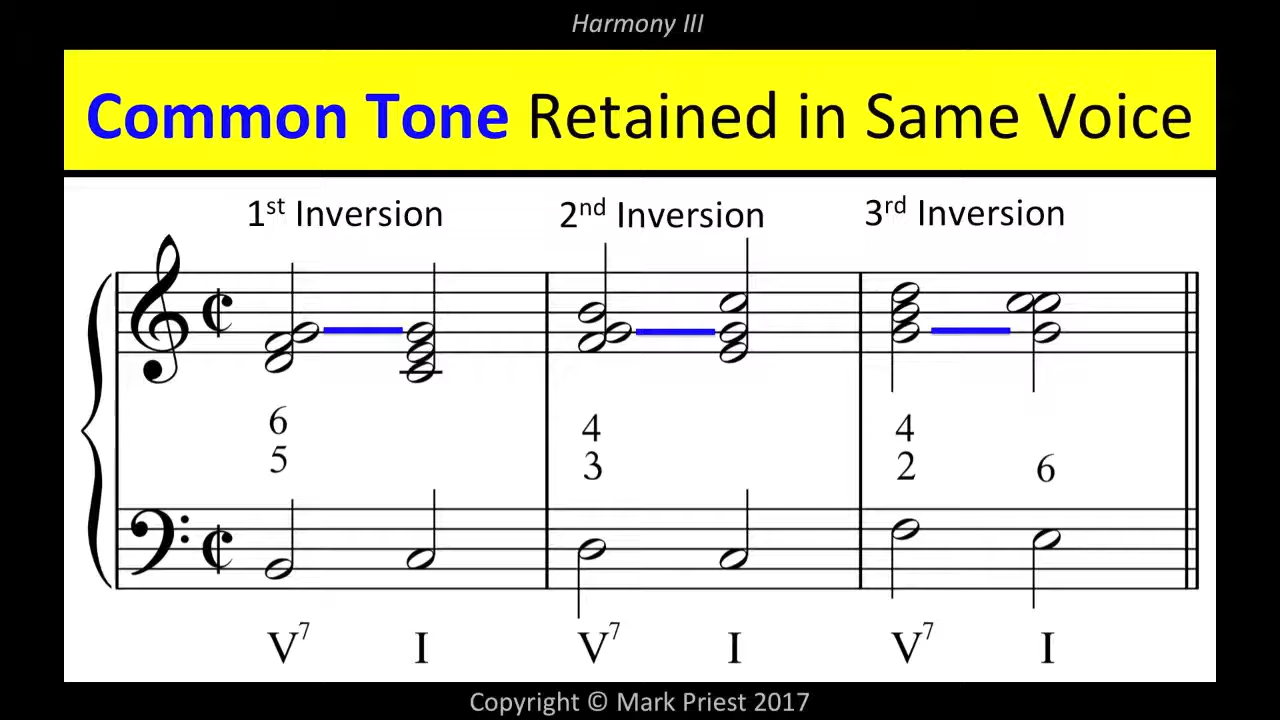 Harmony III
Common Tone Retained in Same Voice
1st Inversion 2nd Inversion 3rd Inversion
6 4 4
5 3 2 6
V7 I V7 I V7 I
Copyright © Mark Priest 2017